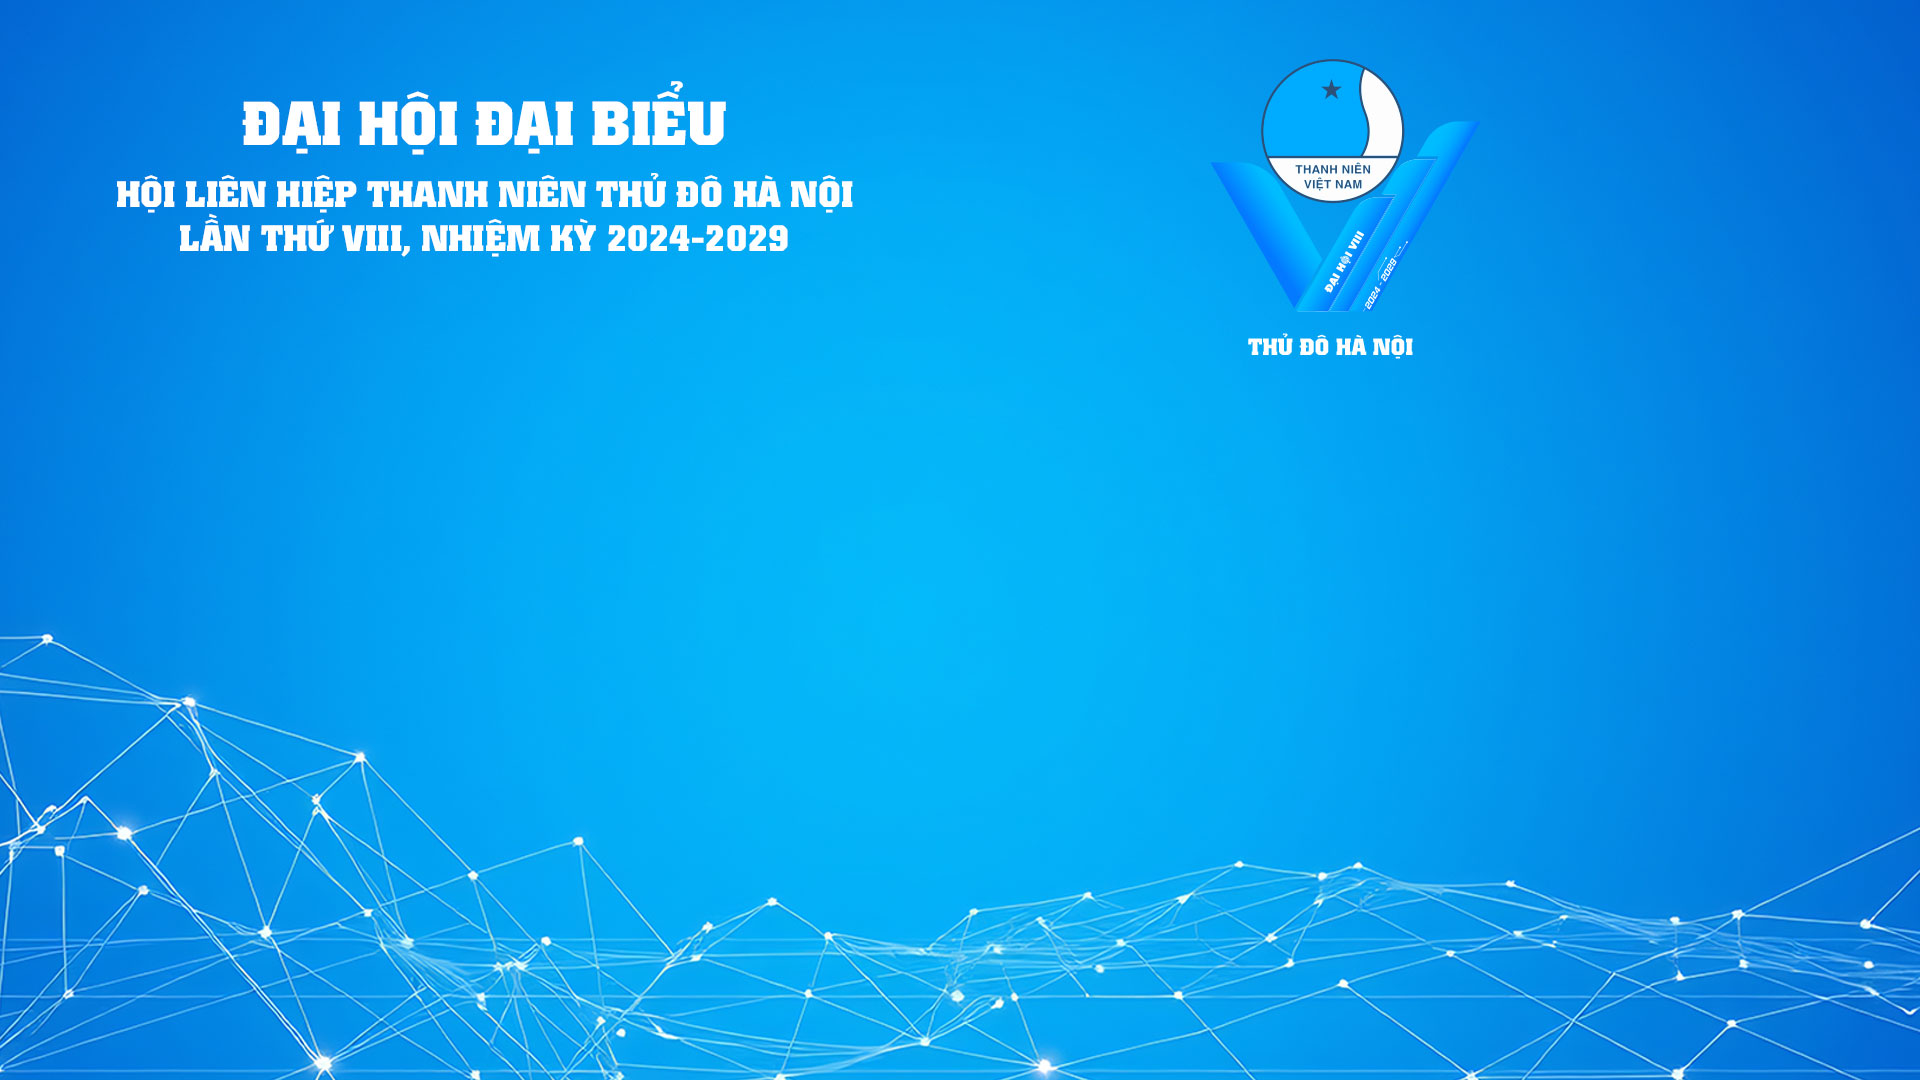 ĐẠI HỘI ĐẠI BIỂU
HỘI LIÊN HIỆP THANH NIÊN THỦ ĐÔ HÀ NỘI
LẦN THỨ VIII, NHIỆM KỲ 2024-2029
THANH NIÊN
VIỆT NAM
ĐẠI HỘI VIII
2024 - 2029
THỦ ĐÔ HÀ NỘI